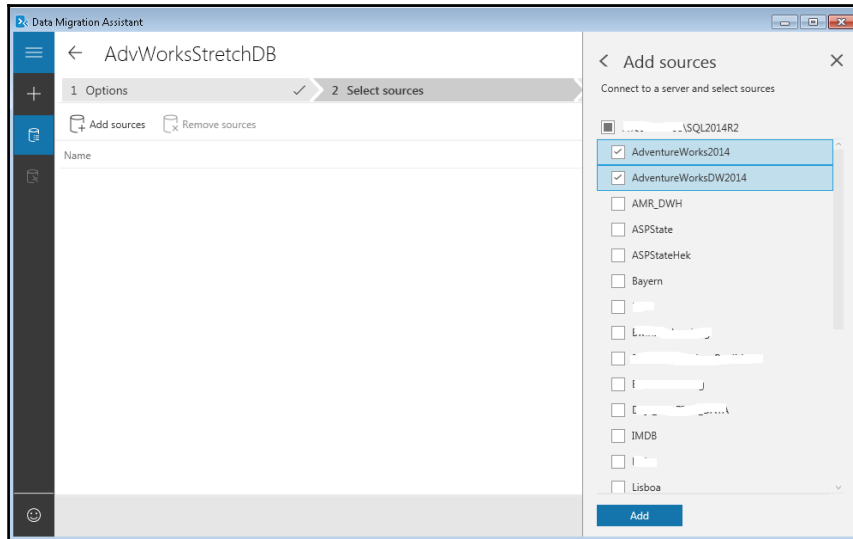 Data Migration Assistant
AdvWorksStretchDB
1 Options
2 Select sources
Add sources
Remove sources
Name
Add sources
Connect to a server and select sources
\SQL2014R2
AdventureWorks2014
AdventureWorksDW2014
AMR_DWH
ASPState
ASPStateHek
Bayern
IMDB
Lisboa
Add